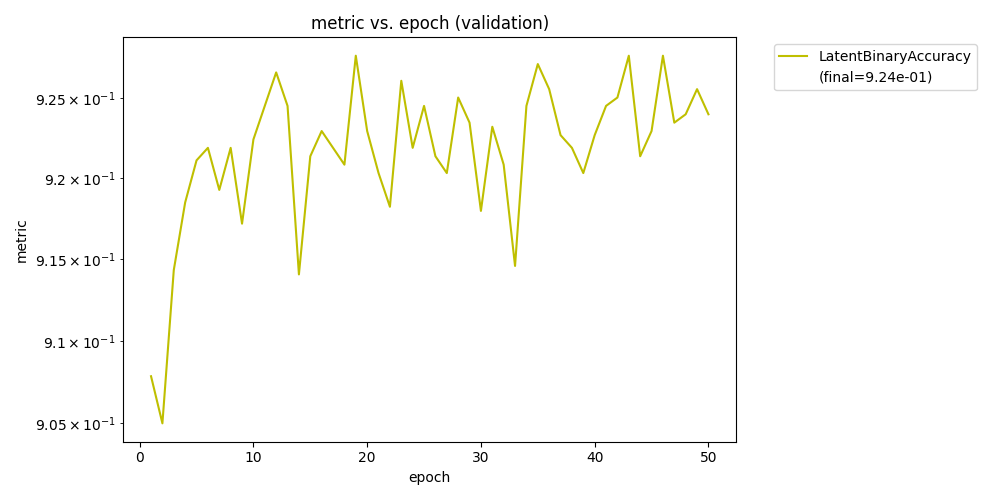 metric vs. epoch (validation)
LatentBinaryAccuracy
(final=9.24e-01)
9.25 × 10⁻¹
9.2 × 10⁻¹
9.15 × 10⁻¹
9.1 × 10⁻¹
9.05 × 10⁻¹
metric
0 10 20 30 40 50
epoch